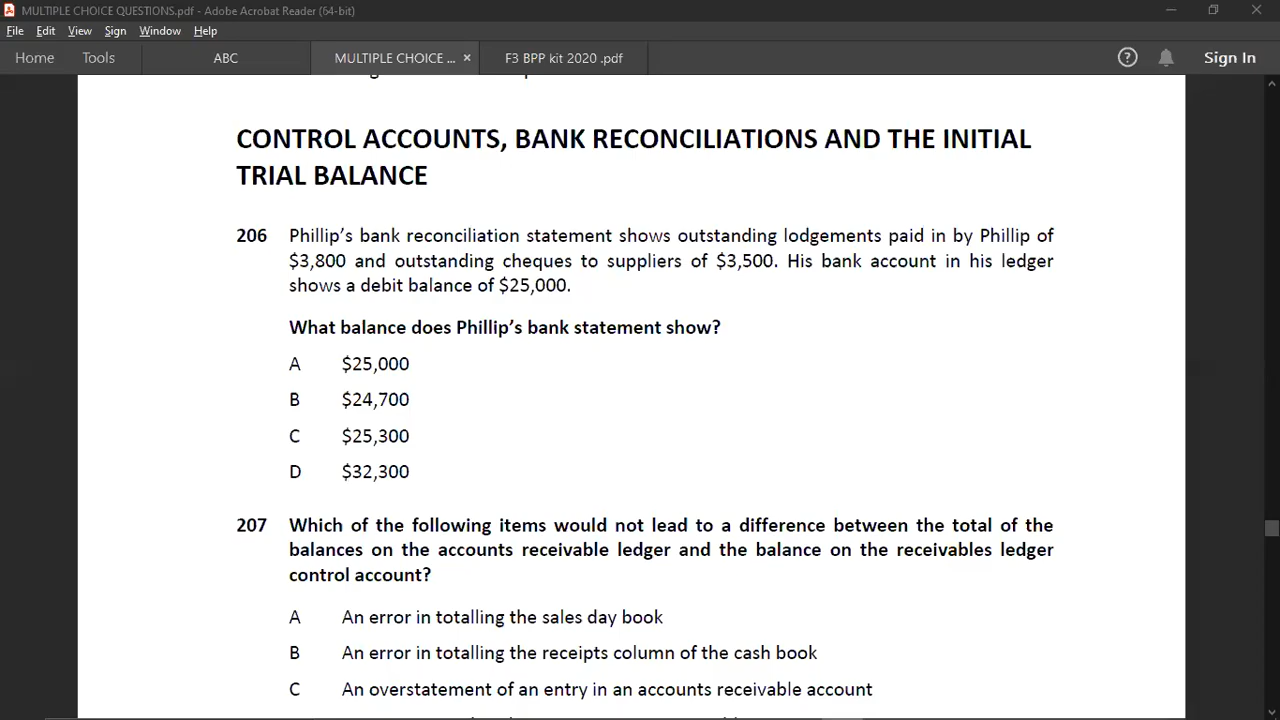 MULTIPLE CHOICE QUESTIONS.pdf - Adobe Acrobat Reader (64-bit)
File Edit View Sign Window Help
Home Tools ABC MULTIPLE CHOICE ... × F3 BPP kit 2020 .pdf ? Sign In
CONTROL ACCOUNTS, BANK RECONCILIATIONS AND THE INITIAL
TRIAL BALANCE
206 Phillip's bank reconciliation statement shows outstanding lodgements paid in by Phillip of
$3,800 and outstanding cheques to suppliers of $3,500. His bank account in his ledger
shows a debit balance of $25,000.
What balance does Phillip's bank statement show?
A $25,000
B $24,700
C $25,300
D $32,300
207 Which of the following items would not lead to a difference between the total of the
balances on the accounts receivable ledger and the balance on the receivables ledger
control account?
A An error in totalling the sales day book
B An error in totalling the receipts column of the cash book
C An overstatement of an entry in an accounts receivable account